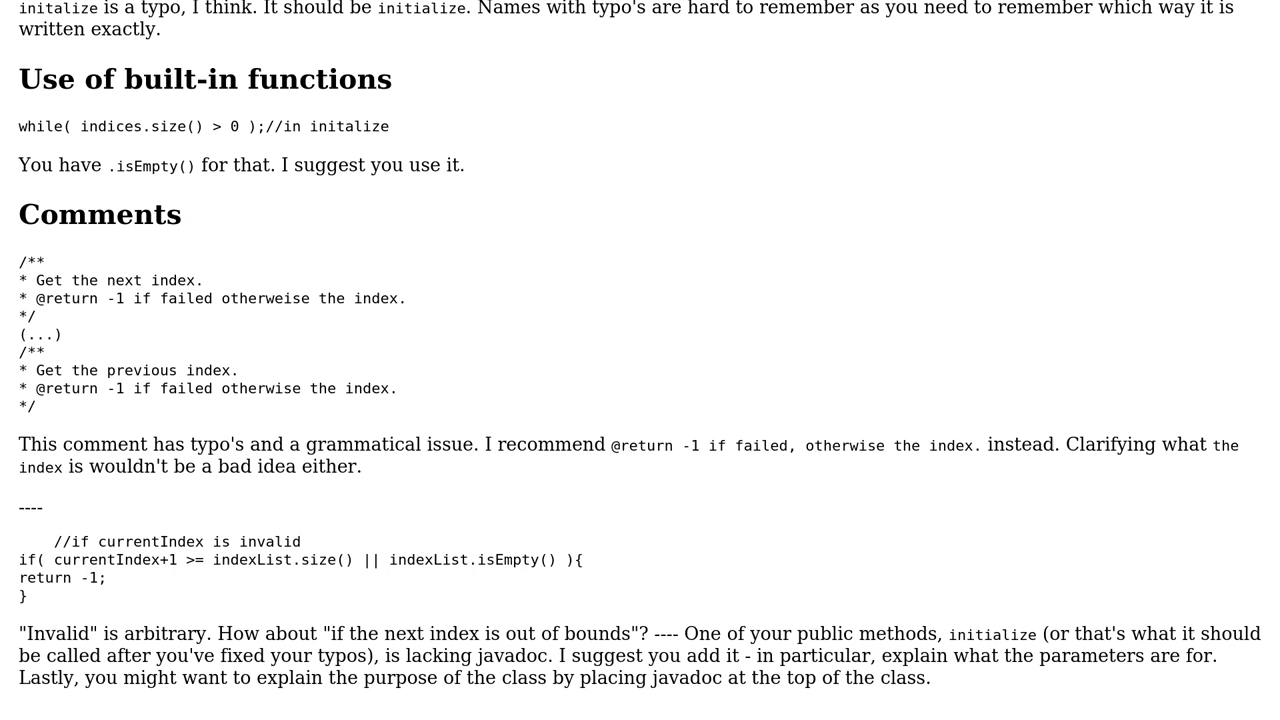 initalize is a typo, I think. It should be initialize. Names with typo's are hard to remember as you need to remember which way it is
written exactly.
Use of built-in functions
while( indices.size() > 0 );//in initalize
You have .isEmpty() for that. I suggest you use it.
Comments
/**
* Get the next index.
* @return -1 if failed otherweise the index.
*/
(...)
/**
* Get the previous index.
* @return -1 if failed otherwise the index.
*/
This comment has typo's and a grammatical issue. I recommend @return -1 if failed, otherwise the index. instead. Clarifying what the
index is wouldn't be a bad idea either.
----
//if currentIndex is invalid
if( currentIndex+1 >= indexList.size() || indexList.isEmpty() ){
return -1;
}
"Invalid" is arbitrary. How about "if the next index is out of bounds"? ---- One of your public methods, initialize (or that's what it should
be called after you've fixed your typos), is lacking javadoc. I suggest you add it - in particular, explain what the parameters are for.
Lastly, you might want to explain the purpose of the class by placing javadoc at the top of the class.